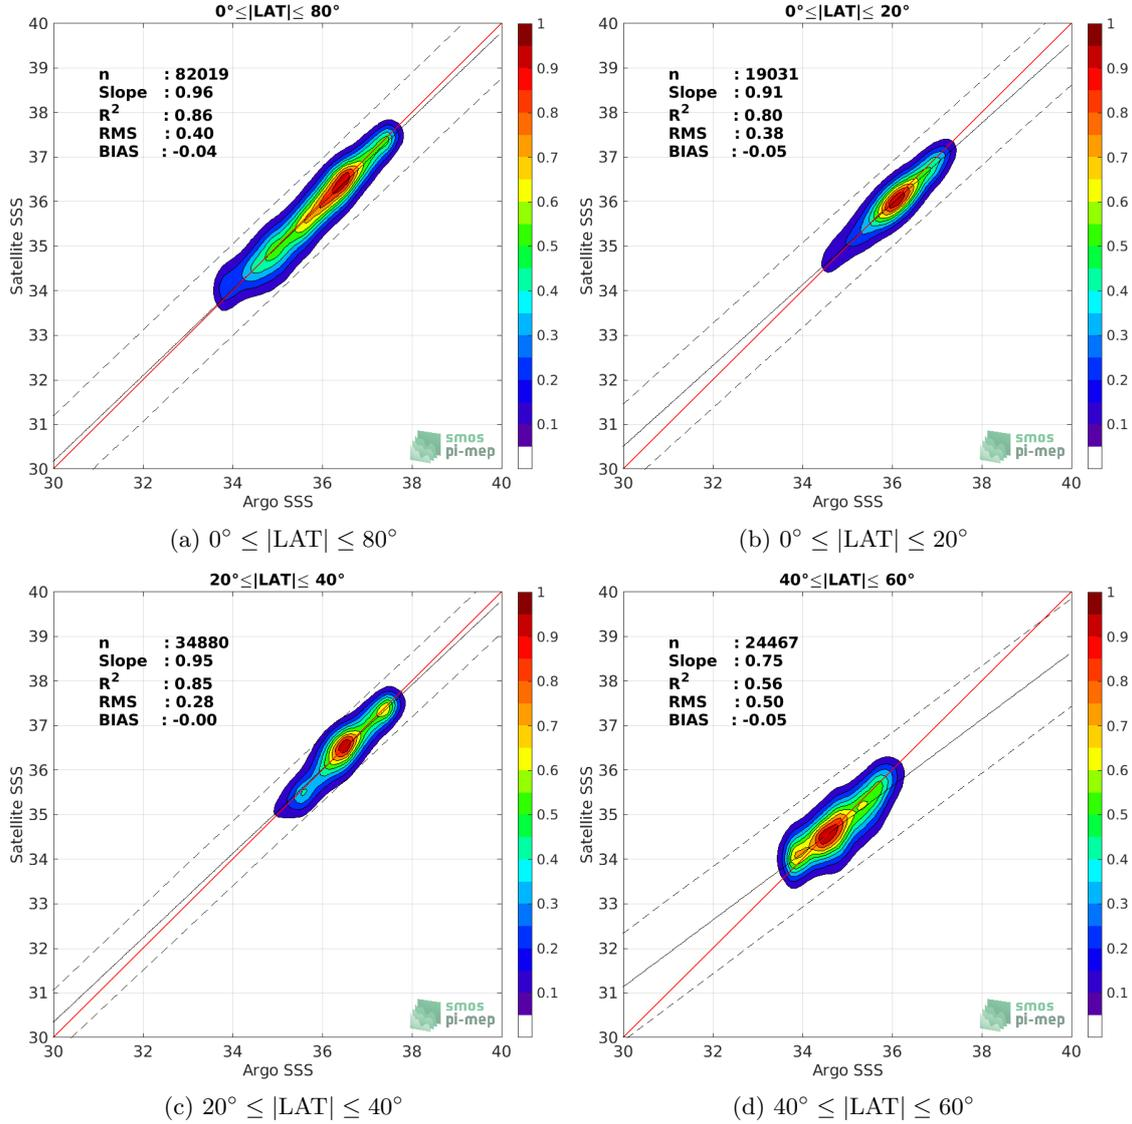 0°≤|LAT|≤ 80°
n : 82019
Slope : 0.96
R2 : 0.86
RMS : 0.40
BIAS : -0.04
40
39
38
37
36
35
34
33
32
31
30
30 32 34 36 38 40
Satellite SSS
Argo SSS
1
0.9
0.8
0.7
0.6
0.5
0.4
0.3
0.2
0.1
smos
pi-mep
(a) 0° ≤ |LAT| ≤ 80°
0°≤|LAT|≤ 20°
n : 19031
Slope : 0.91
R2 : 0.80
RMS : 0.38
BIAS : -0.05
40
39
38
37
36
35
34
33
32
31
30
30 32 34 36 38 40
Satellite SSS
Argo SSS
1
0.9
0.8
0.7
0.6
0.5
0.4
0.3
0.2
0.1
smos
pi-mep
(b) 0° ≤ |LAT| ≤ 20°
20°≤|LAT|≤ 40°
n : 34880
Slope : 0.95
R2 : 0.85
RMS : 0.28
BIAS : -0.00
40
39
38
37
36
35
34
33
32
31
30
30 32 34 36 38 40
Satellite SSS
Argo SSS
1
0.9
0.8
0.7
0.6
0.5
0.4
0.3
0.2
0.1
smos
pi-mep
(c) 20° ≤ |LAT| ≤ 40°
40°≤|LAT|≤ 60°
n : 24467
Slope : 0.75
R2 : 0.56
RMS : 0.50
BIAS : -0.05
40
39
38
37
36
35
34
33
32
31
30
30 32 34 36 38 40
Satellite SSS
Argo SSS
1
0.9
0.8
0.7
0.6
0.5
0.4
0.3
0.2
0.1
smos
pi-mep
(d) 40° ≤ |LAT| ≤ 60°